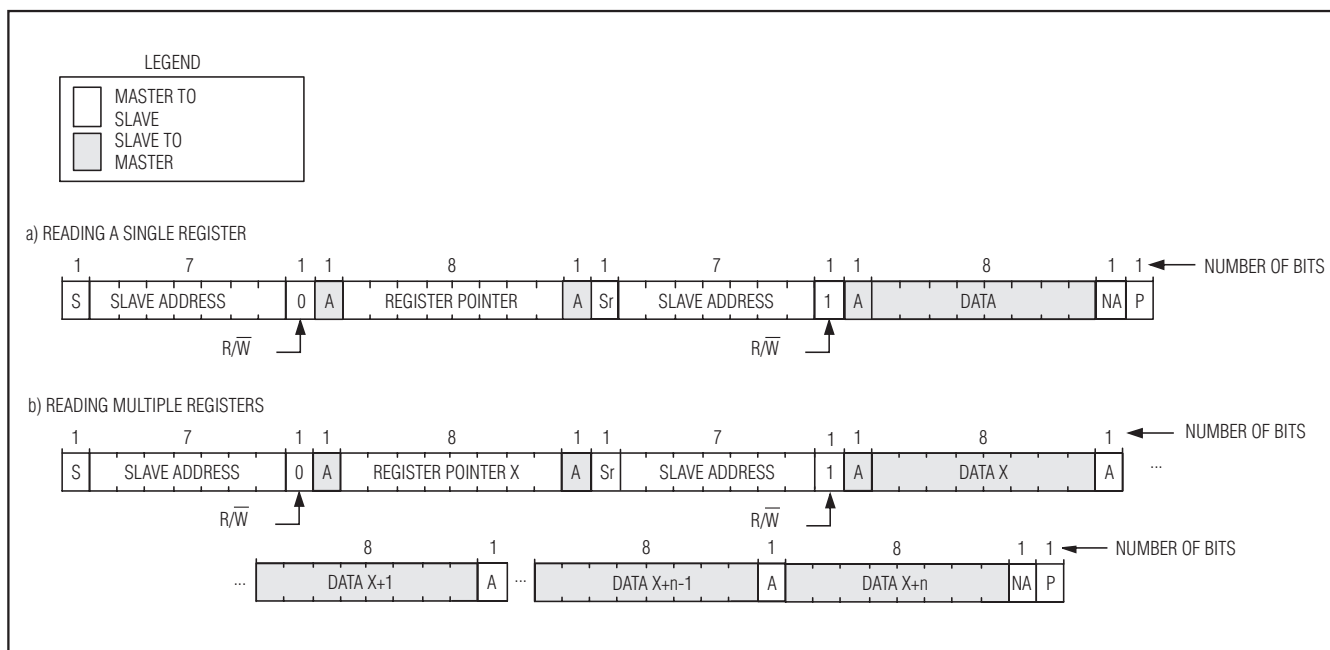 LEGEND
MASTER TO
SLAVE
SLAVE TO
MASTER
a) READING A SINGLE REGISTER
1 7 1 1 8 1 1 7 1 1 8 1 1 NUMBER OF BITS
S SLAVE ADDRESS 0 A REGISTER POINTER A Sr SLAVE ADDRESS 1 A DATA NA P
R/W̅ R/W̅
b) READING MULTIPLE REGISTERS
1 7 1 1 8 1 1 7 1 1 8 1 NUMBER OF BITS
S SLAVE ADDRESS 0 A REGISTER POINTER X A Sr SLAVE ADDRESS 1 A DATA X A ...
R/W̅ R/W̅
8 1 8 1 8 1 1 NUMBER OF BITS
... DATA X+1 A ... DATA X+n-1 A DATA X+n NA P